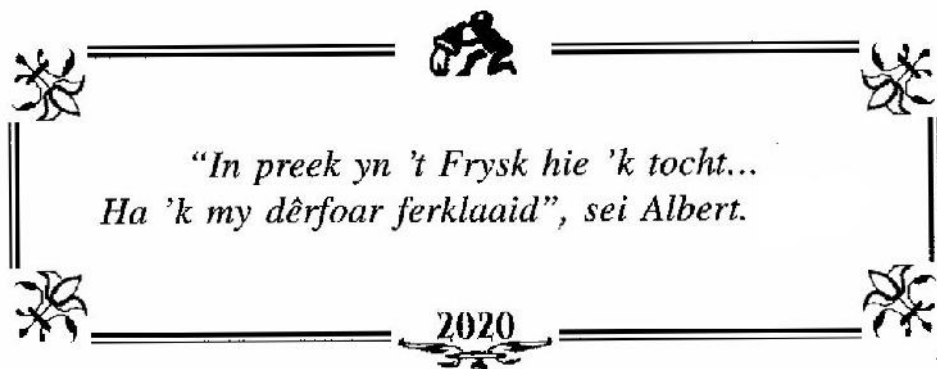 “In preek yn ’t Frysk hie ’k tocht...
Ha ’k my dêrfoar ferklaaid”, sei Albert.
2020